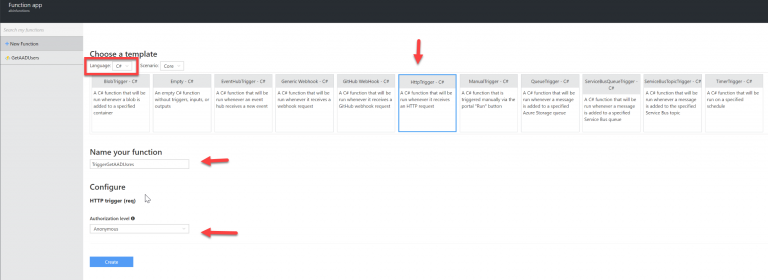 Function app
Search my functions
+ New Function
GetAADUsers
Choose a template
Language: C# Scenario: Core
BlobTrigger - C#
A C# function that will be
run whenever a blob is
added to a specified
container
Empty - C#
An empty C# function
without triggers, inputs, or
outputs
EventHubTrigger - C#
A C# function that will be
run whenever an event
hub receives a new event
Generic WebHook - C#
A C# function that will be
run whenever it receives a
webhook request
GitHub WebHook - C#
A C# function that will be
run whenever it receives a
GitHub webhook request
HttpTrigger - C#
A C# function that will be
run whenever it receives
an HTTP request
ManualTrigger - C#
A C# function that is
triggered manually via the
portal "Run" button
QueueTrigger - C#
A C# function that will be
run whenever a message
is added to a specified
Azure Storage queue
ServiceBusQueueTrigger -
C#
A C# function that will be
run whenever a message
is added to a specified
Service Bus queue
ServiceBusTopicTrigger - C#
A C# function that will be
run whenever a message
is added to the specified
Service Bus topic
TimerTrigger - C#
A C# function that will be
run on a specified
schedule
Name your function
TriggerGetAADUsers
Configure
HTTP trigger (req)
Authorization level
Anonymous
Create